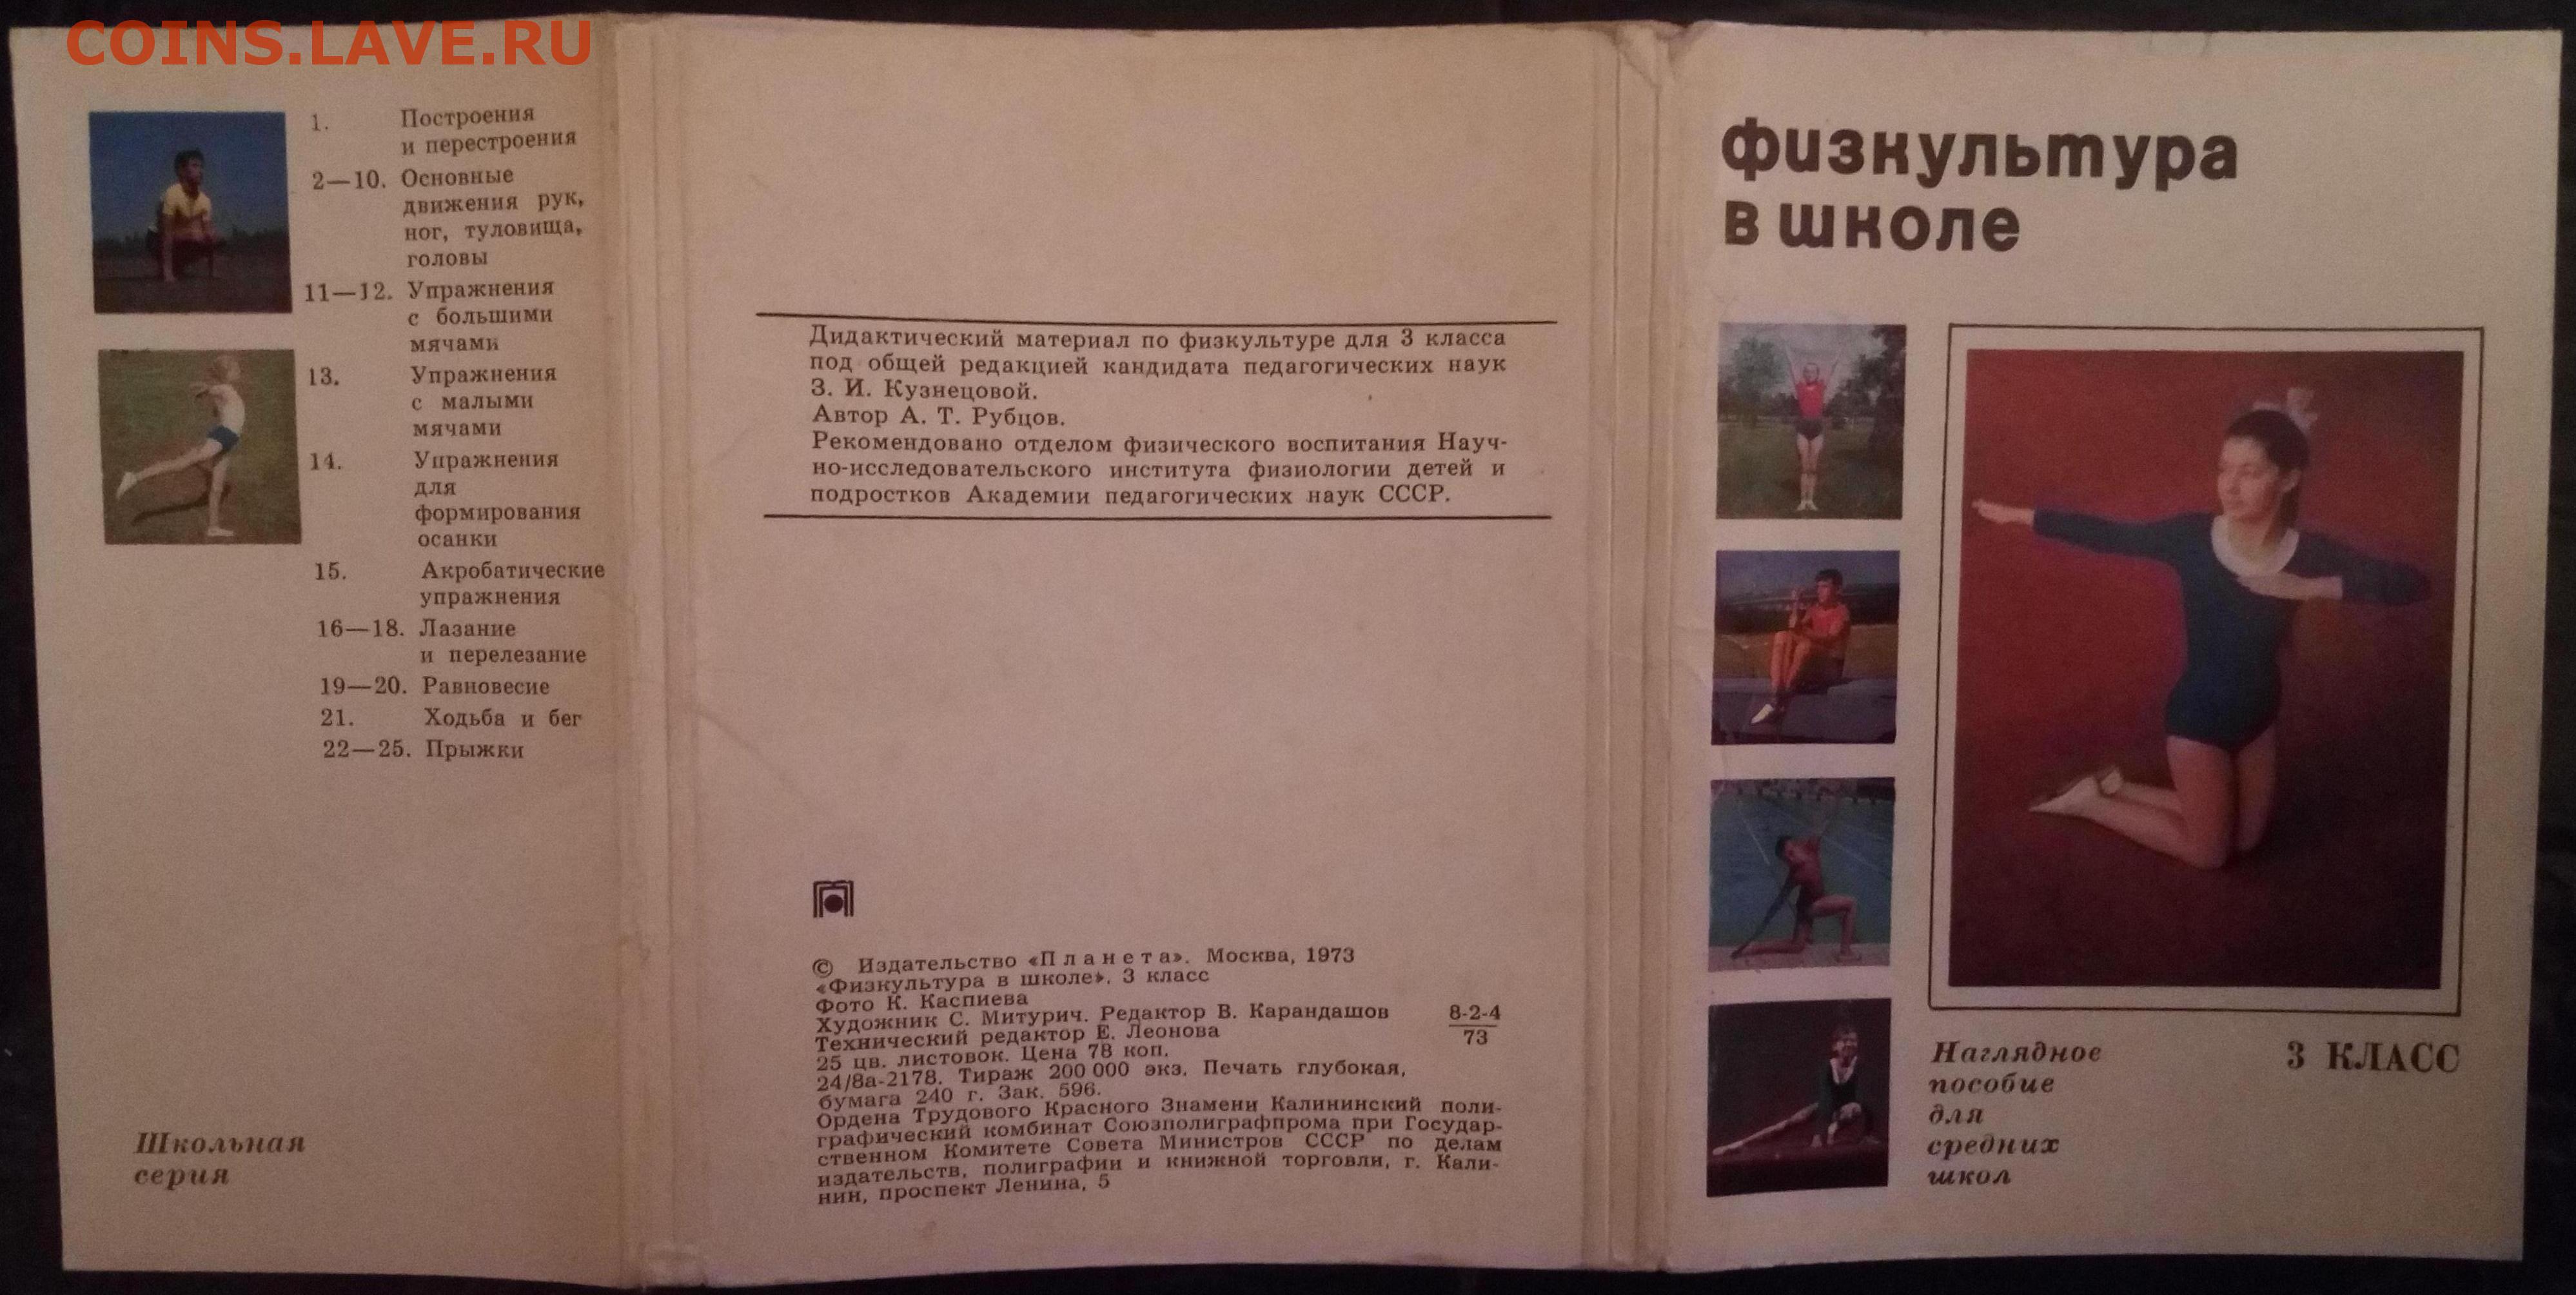 COINS.LAVE.RU
1. Построения
и перестроения
2—10. Основные
движения рук,
ног, туловища,
головы
11—12. Упражнения
с большими
мячами
13. Упражнения
с малыми
мячами
14. Упражнения
для
формирования
осанки
15. Акробатические
упражнения
16—18. Лазание
и перелезание
19—20. Равновесие
21. Ходьба и бег
22—25. Прыжки
Школьная
серия
Дидактический материал по физкультуре для 3 класса
под общей редакцией кандидата педагогических наук
З. И. Кузнецовой.
Автор А. Т. Рубцов.
Рекомендовано отделом физического воспитания Науч-
но-исследовательского института физиологии детей и
подростков Академии педагогических наук СССР.
© Издательство «Планета». Москва, 1973
«Физкультура в школе». 3 класс
Фото К. Каспиева
Художник С. Митурич. Редактор В. Карандашов
Технический редактор Е. Леонова
8-2-4
73
25 цв. листовок. Цена 78 коп.
24/8а-2178. Тираж 200 000 экз. Печать глубокая,
бумага 240 г. Зак. 596.
Ордена Трудового Красного Знамени Калининский поли-
графический комбинат Союзполиграфпрома при Государ-
ственном Комитете Совета Министров СССР по делам
издательств, полиграфии и книжной торговли, г. Кали-
нин, проспект Ленина, 5
физкультура
в школе
Наглядное
пособие
для
средних
школ
3 КЛАСС